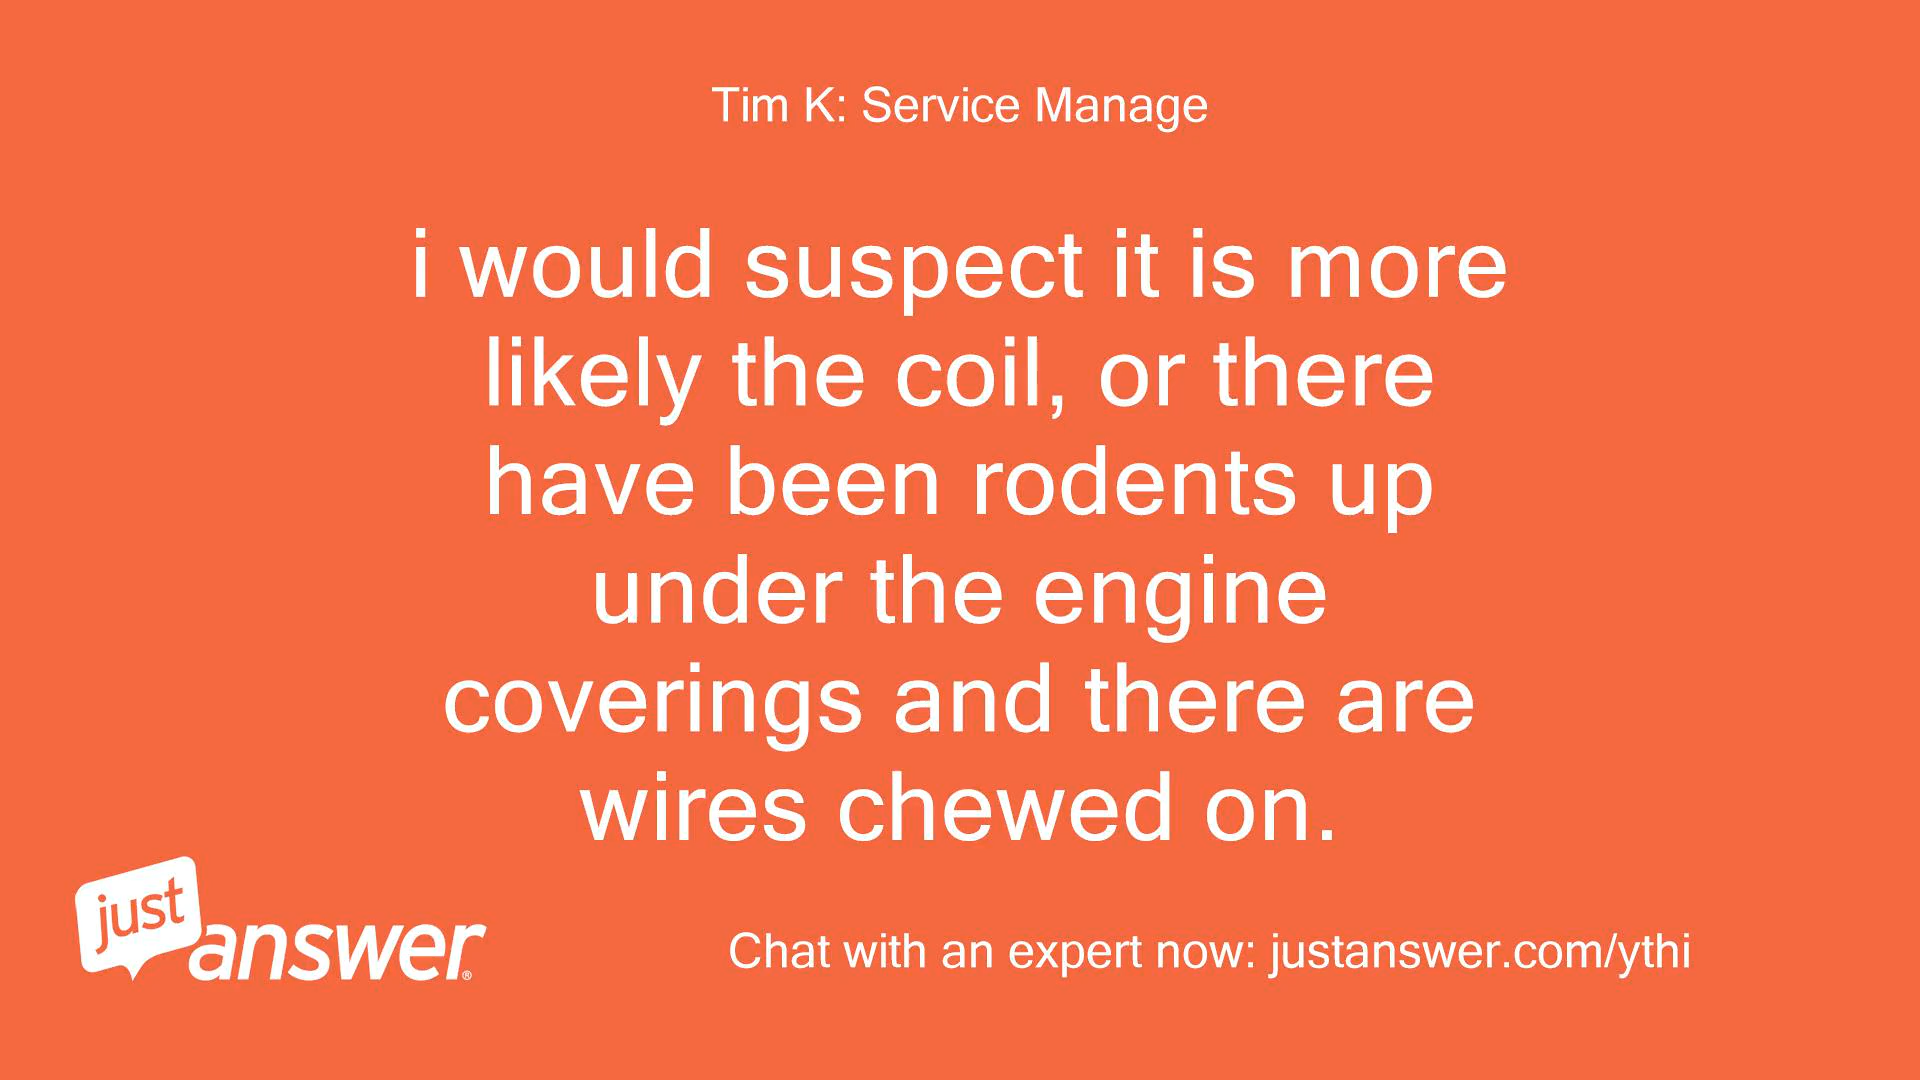 Tim K: Service Manage
i would suspect it is more
likely the coil, or there
have been rodents up
under the engine
coverings and there are
wires chewed on.
just
answer®
Chat with an expert now: justanswer.com/ythi